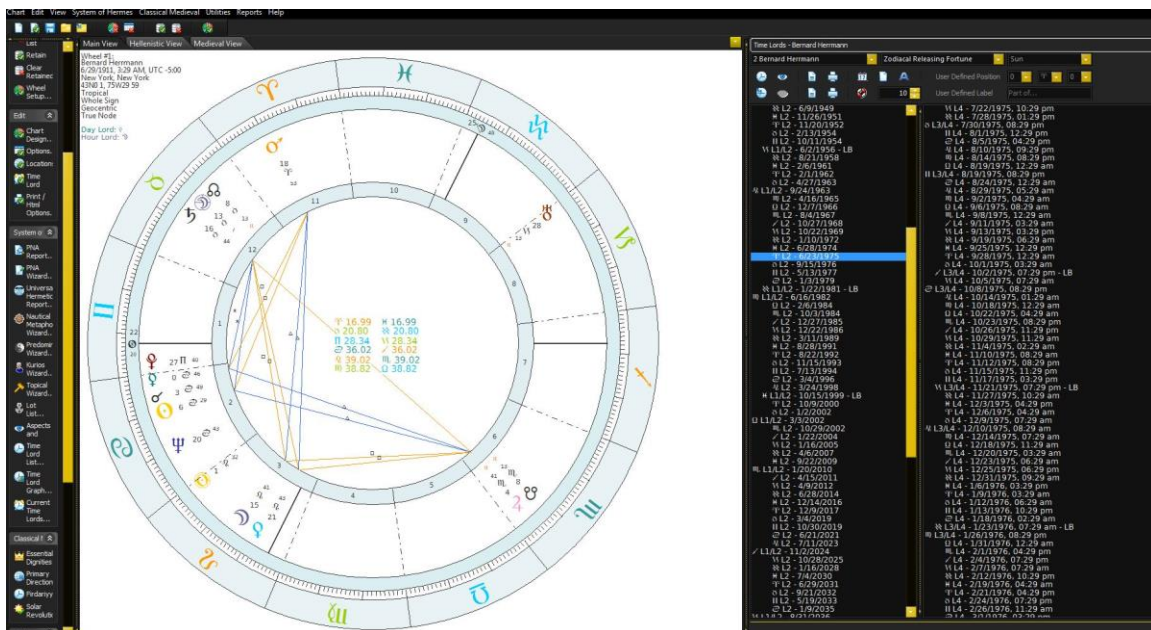 Chart Edit View System of Hermes Classical Medieval Utilities Reports Help
List
Retain
Clear
Retained
Wheel
Setup...
Edit
Chart
Design...
Options.
Locations
Time
Lord
Print /
Html
Options.
System o
PNA
Report...
PNA
Wizard..
Universa
Hermetic
Report...
Nautical
Metapho
Wizard..
Predomin
Wizard..
Kurios
Wizard..
Topical
Wizard..
Lot
List...
Aspects
and
Time
Lord
List...
Time
Lord
Graph...
Current
Time
Lords...
Classical M
Essential
Dignities
Primary
Direction
Firdariyy
Solar
Revolutic
Main View Hellenistic View Medieval View
Wheel #1:
Bernard Herrmann
6/29/1911, 3:29 AM, UTC -5:00
New York, New York
43N0 1, 75W29 59
Tropical
Whole Sign
Geocentric
True Node
Day Lord: ♀
Hour Lord:
♈ 16.99 ♓ 16.99
♉ 20.80 ♒ 20.80
♊ 28.34 ♑ 28.34
♋ 36.02 ♐ 36.02
♎ 39.02 ♏ 39.02
♍ 38.82 ♌ 38.82
Time Lords - Bernard Herrmann
2 Bernard Herrmann Zodiacal Releasing Fortune Sun
User Defined Position 0 ♈ 0
10 User Defined Label Part of...
L2 - 6/9/1949
L2 - 11/26/1951
L2 - 11/20/1952
L2 - 2/13/1954
L2 - 10/11/1954
L1/L2 - 6/2/1956 - LB
L2 - 8/21/1958
L2 - 2/6/1961
L2 - 2/1/1962
L2 - 4/27/1963
L1/L2 - 9/24/1963
L2 - 4/16/1965
L2 - 12/7/1966
L2 - 8/4/1967
L2 - 10/27/1968
L2 - 10/22/1969
L2 - 1/10/1972
L2 - 6/28/1974
♈ L2 - 6/23/1975
L2 - 9/15/1976
L2 - 5/13/1977
L2 - 1/3/1979
L1/L2 - 1/22/1981 - LB
L1/L2 - 6/16/1982
L2 - 2/6/1984
L2 - 10/3/1984
L2 - 12/27/1985
L2 - 12/22/1986
L2 - 3/11/1989
L2 - 8/28/1991
L2 - 8/22/1992
L2 - 11/15/1993
L2 - 7/13/1994
L2 - 3/4/1996
L2 - 3/24/1998
L1/L2 - 10/15/1999 - LB
L2 - 10/9/2000
L2 - 1/2/2002
L1/L2 - 3/3/2002
L2 - 10/29/2002
L2 - 1/22/2004
L2 - 1/16/2005
L2 - 4/6/2007
L2 - 9/22/2009
L1/L2 - 1/20/2010
L2 - 4/15/2011
L2 - 4/9/2012
L2 - 6/28/2014
L2 - 12/14/2016
L2 - 12/9/2017
L2 - 3/4/2019
L2 - 10/30/2019
L2 - 6/21/2021
L2 - 7/11/2023
L1/L2 - 11/2/2024
L2 - 10/28/2025
L2 - 1/16/2028
L2 - 7/4/2030
L2 - 6/29/2031
L2 - 9/21/2032
L2 - 5/19/2033
L2 - 1/9/2035
L4 - 7/22/1975, 10:29 pm
L4 - 7/28/1975, 01:29 pm
L3/L4 - 7/30/1975, 08:29 pm
L4 - 8/1/1975, 12:29 pm
L4 - 8/5/1975, 04:29 pm
L4 - 8/10/1975, 09:29 pm
L4 - 8/14/1975, 08:29 pm
L4 - 8/19/1975, 12:29 am
L3/L4 - 8/19/1975, 08:29 pm
L4 - 8/24/1975, 12:29 am
L4 - 8/29/1975, 05:29 am
L4 - 9/2/1975, 04:29 am
L4 - 9/6/1975, 08:29 am
L4 - 9/8/1975, 12:29 am
L4 - 9/11/1975, 03:29 am
L4 - 9/13/1975, 03:29 pm
L4 - 9/19/1975, 06:29 am
L4 - 9/25/1975, 12:29 pm
L4 - 9/28/1975, 12:29 am
L4 - 10/1/1975, 03:29 am
L3/L4 - 10/2/1975, 07:29 pm - LB
L4 - 10/5/1975, 07:29 am
L3/L4 - 10/8/1975, 08:29 pm
L4 - 10/14/1975, 01:29 am
L4 - 10/18/1975, 12:29 am
L4 - 10/22/1975, 04:29 am
L4 - 10/23/1975, 08:29 pm
L4 - 10/26/1975, 11:29 pm
L4 - 10/29/1975, 11:29 am
L4 - 11/4/1975, 02:29 am
L4 - 11/10/1975, 08:29 am
L4 - 11/12/1975, 08:29 pm
L4 - 11/15/1975, 11:29 pm
L4 - 11/17/1975, 03:29 pm
L3/L4 - 11/21/1975, 07:29 pm - LB
L4 - 11/27/1975, 10:29 am
L4 - 12/3/1975, 04:29 pm
L4 - 12/6/1975, 04:29 am
L4 - 12/9/1975, 07:29 am
L3/L4 - 12/10/1975, 08:29 am
L4 - 12/14/1975, 07:29 am
L4 - 12/18/1975, 11:29 am
L4 - 12/20/1975, 03:29 am
L4 - 12/23/1975, 06:29 am
L4 - 12/25/1975, 06:29 pm
L4 - 12/31/1975, 09:29 am
L4 - 1/6/1976, 03:29 pm
L4 - 1/9/1976, 03:29 am
L4 - 1/12/1976, 06:29 am
L4 - 1/13/1976, 10:29 pm
L4 - 1/18/1976, 02:29 am
L3/L4 - 1/23/1976, 07:29 am - LB
L3/L4 - 1/26/1976, 08:29 pm
L4 - 1/31/1976, 12:29 am
L4 - 2/1/1976, 04:29 pm
L4 - 2/4/1976, 07:29 pm
L4 - 2/7/1976, 07:29 am
L4 - 2/12/1976, 10:29 pm
L4 - 2/19/1976, 04:29 am
L4 - 2/21/1976, 04:29 pm
L4 - 2/24/1976, 07:29 pm
L4 - 2/26/1976, 11:29 am